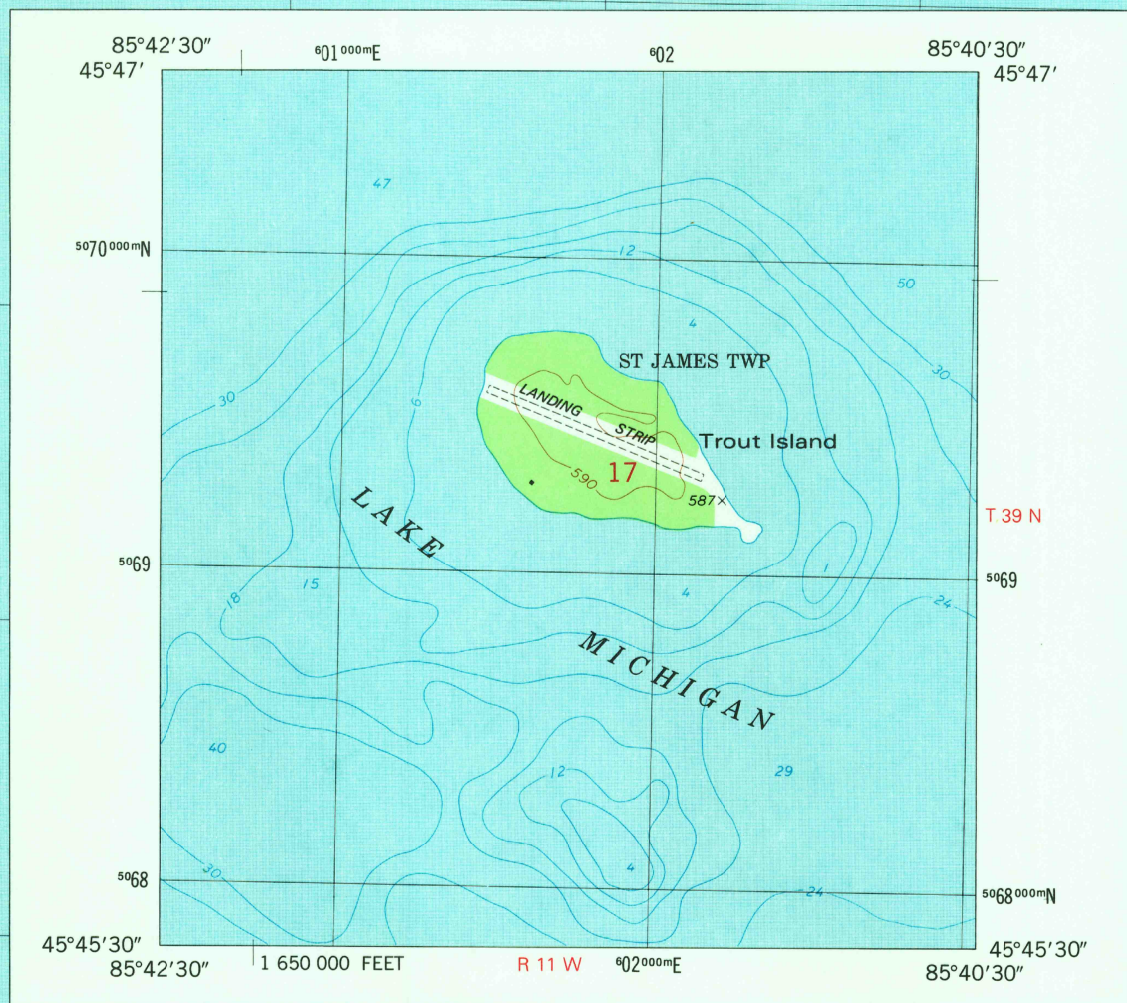 85°42'30" ⁶01⁰⁰⁰ᵐE ⁶02 85°40'30"
45°47' 45°47'
47
⁵⁰70⁰⁰⁰ᵐN
12
50
4
ST JAMES TWP
30
30
6
LANDING
STRIP
Trout Island
590
17
587×
T 39 N
LAKE
⁵⁰69
1
⁵⁰69
15
4
18
24
MICHIGAN
40
12
29
4
30
⁵⁰68
24
⁵⁰68⁰⁰⁰ᵐN
45°45'30" 45°45'30"
85°42'30" 1 650 000 FEET R 11 W ⁶02⁰⁰⁰ᵐE 85°40'30"